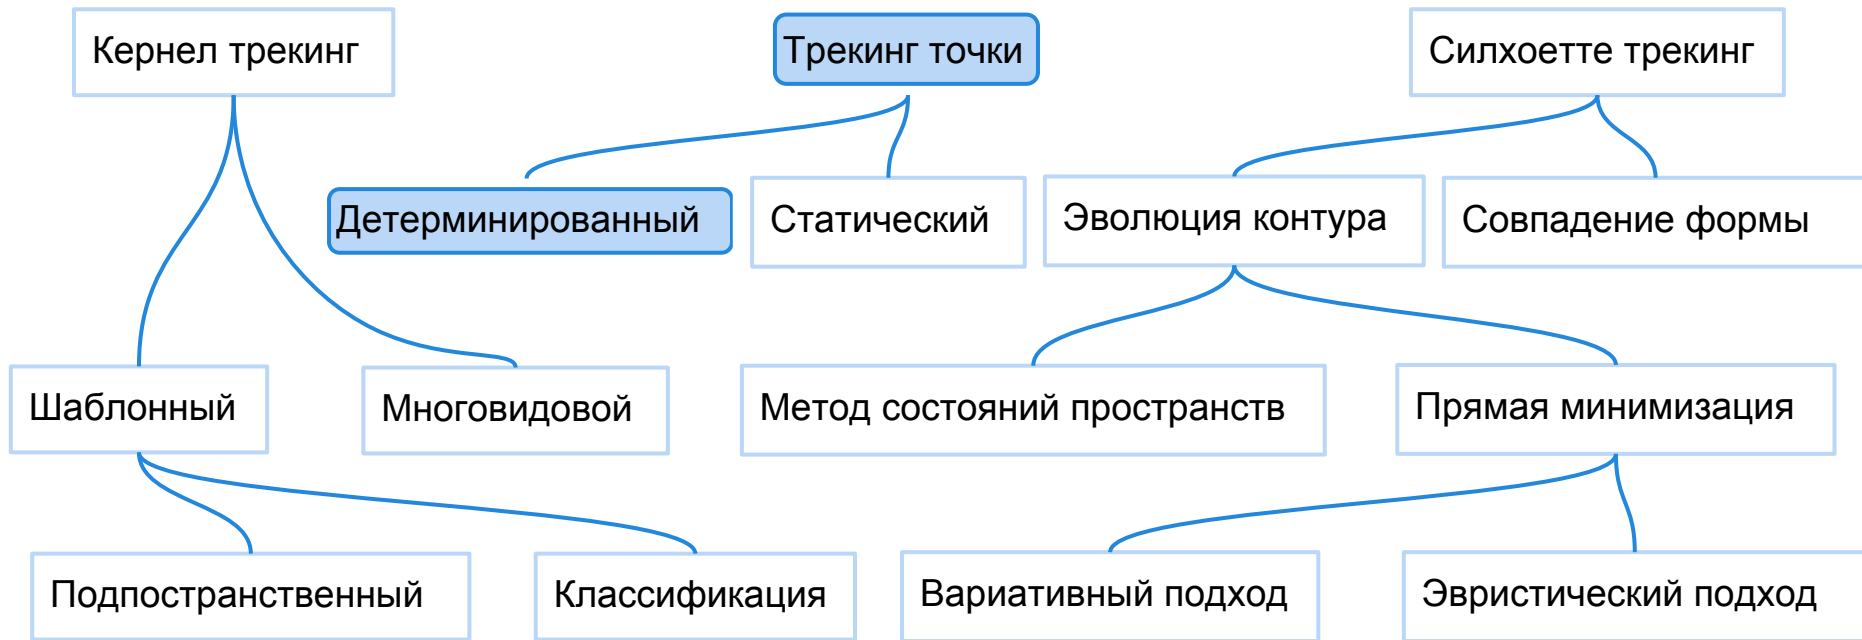 Кернел трекинг
Трекинг точки
Силхоетте трекинг
Детерминированный
Статический
Эволюция контура
Совпадение формы
Шаблонный
Многовидовой
Метод состояний пространств
Прямая минимизация
Подпостранственный
Классификация
Вариативный подход
Эвристический подход